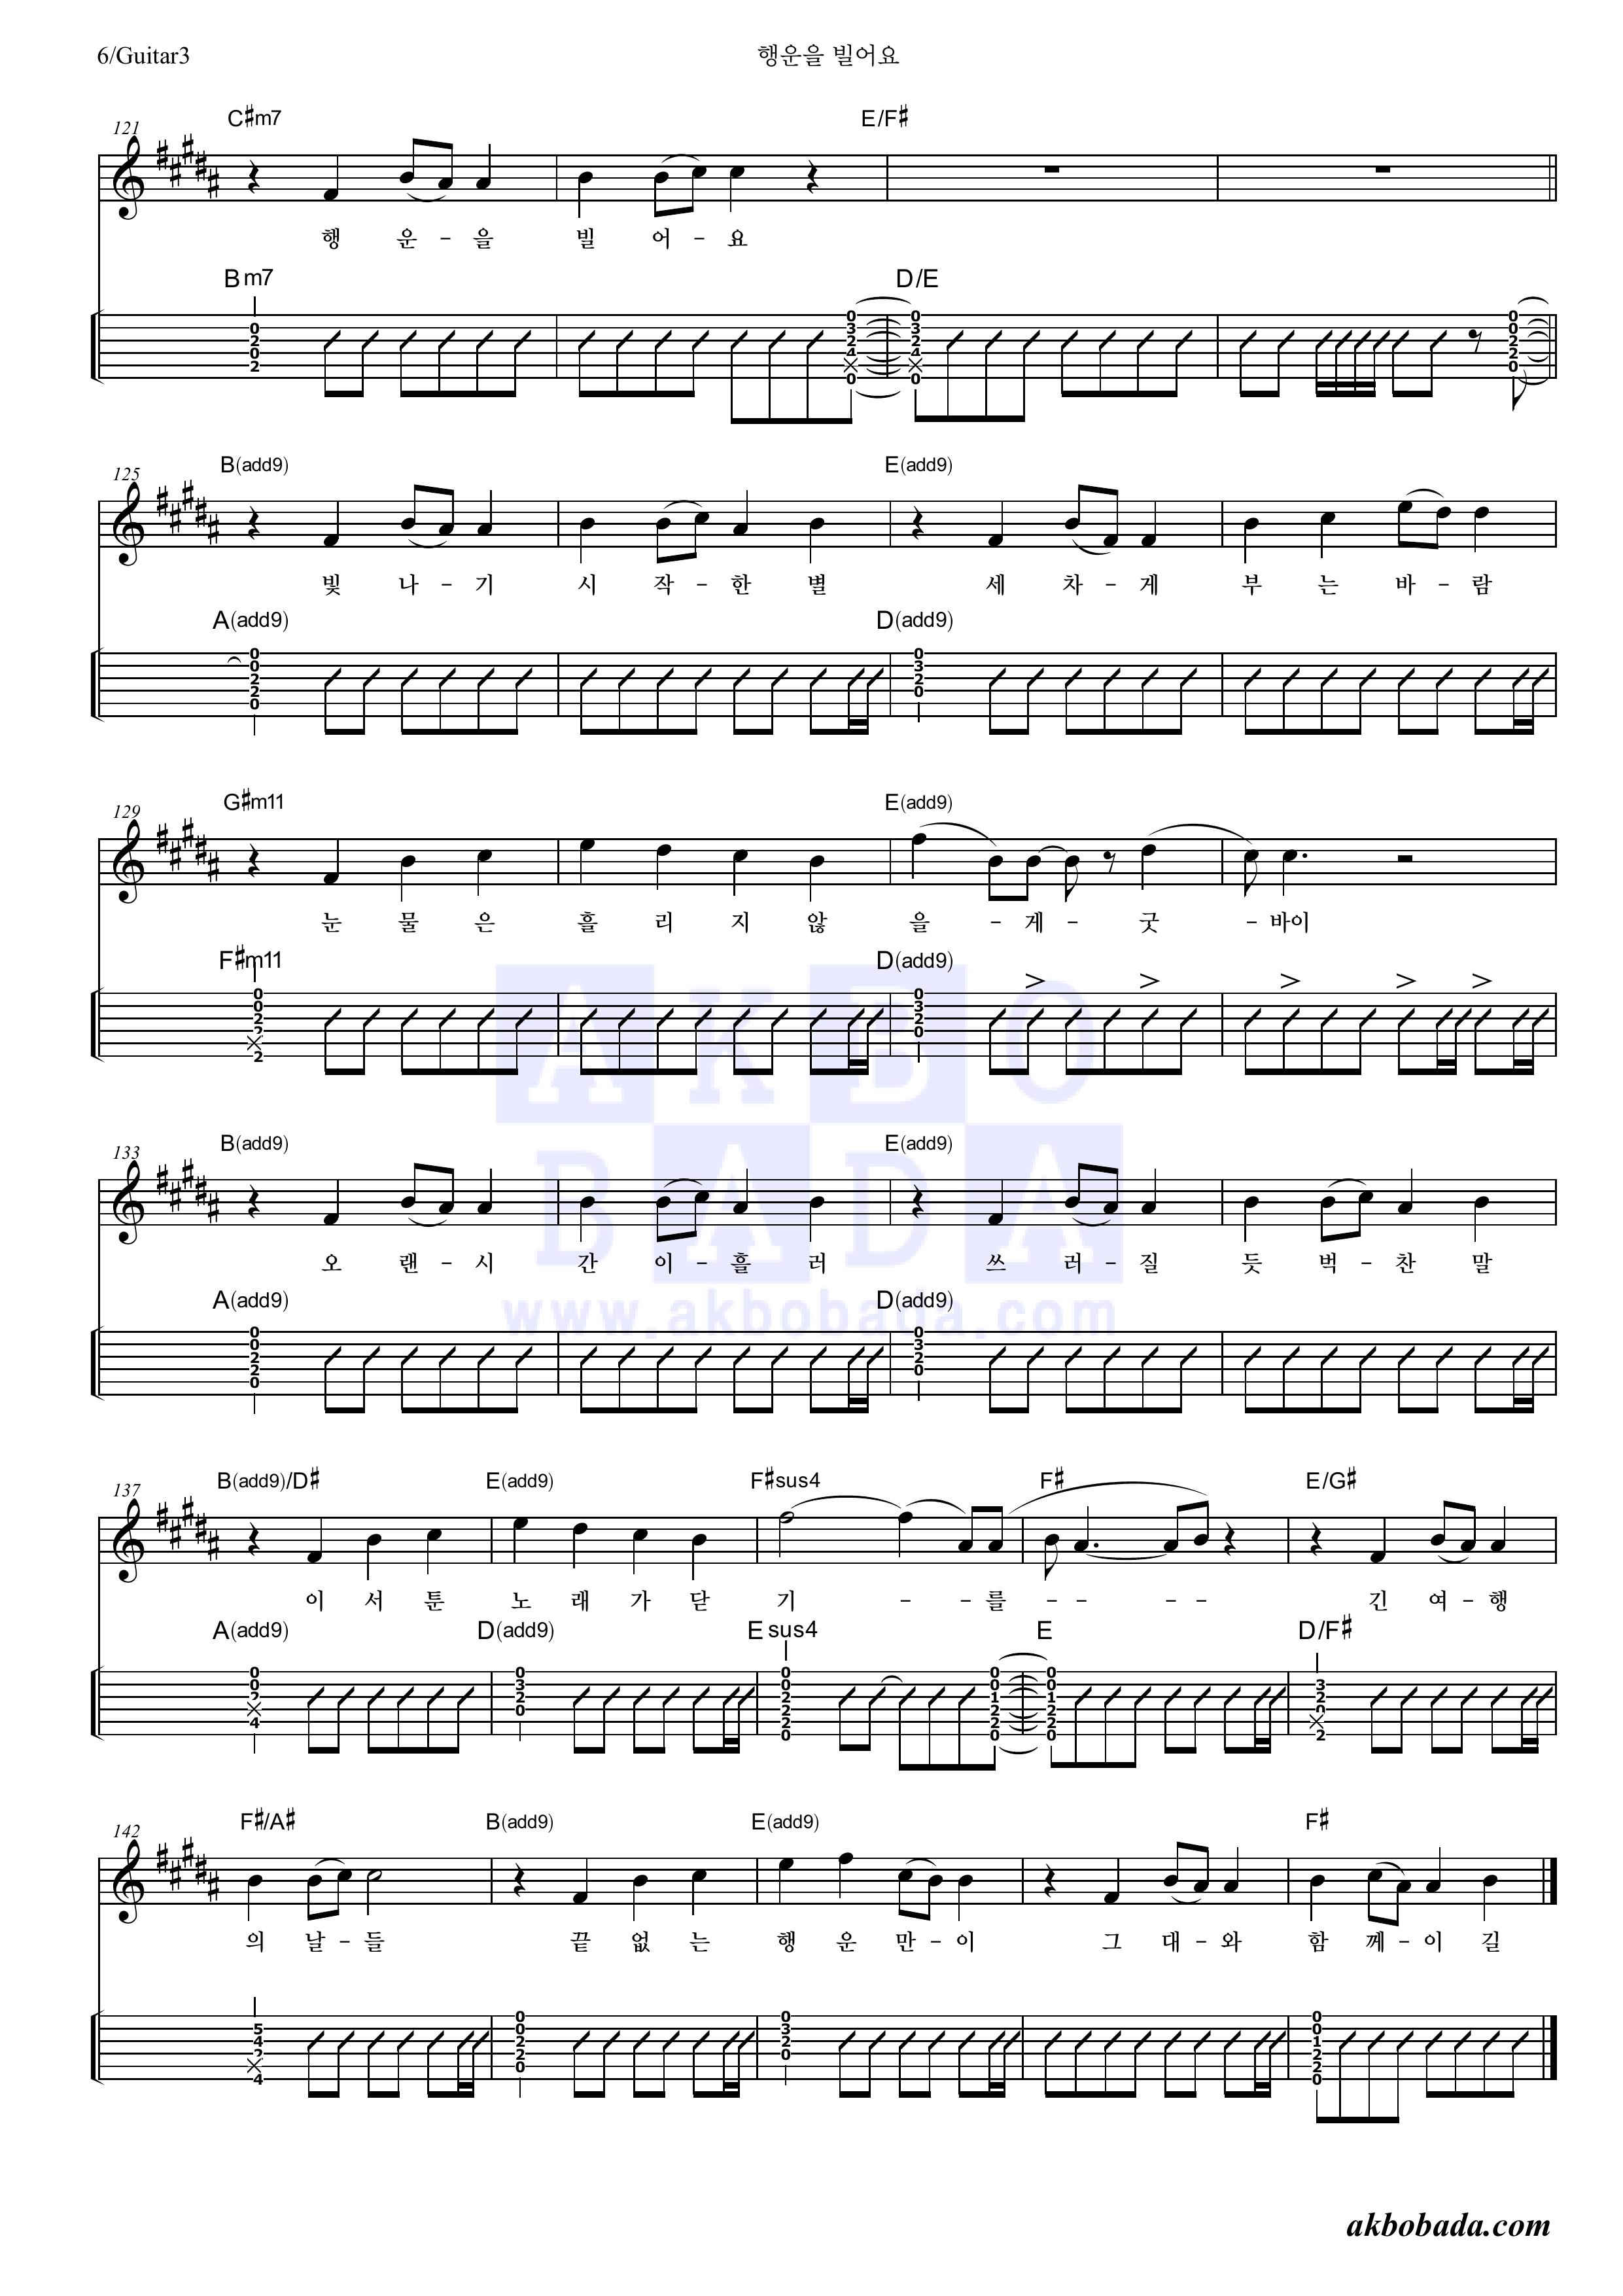 6/Guitar3
행운을 빌어요
121
C#m7 E/F#
행 운-을 빌 어-요
Bm7 D/E
125
B(add9) E(add9)
빛 나-기 시 작-한 별 세 차-게 부 는 바-람
A(add9) D(add9)
129
G#m11 E(add9)
눈 물 은 흘 리 지 않 을-게- 굿 -바이
F#m11 D(add9)
133
B(add9) E(add9)
오 랜-시 간 이-흘 러 쓰 러-질 듯 벅-찬 말
A(add9) D(add9)
137
B(add9)/D# E(add9) F#sus4 F# E/G#
이 서 툰 노 래 가 닫 기 -를- - - 긴 여-행
A(add9) D(add9) Esus4 E D/F#
142
F#/A# B(add9) E(add9) F#
의 날-들 끝 없 는 행 운 만-이 그 대-와 함 께-이 길
AKBO
BADA
www.akbobada.com
akbobada.com